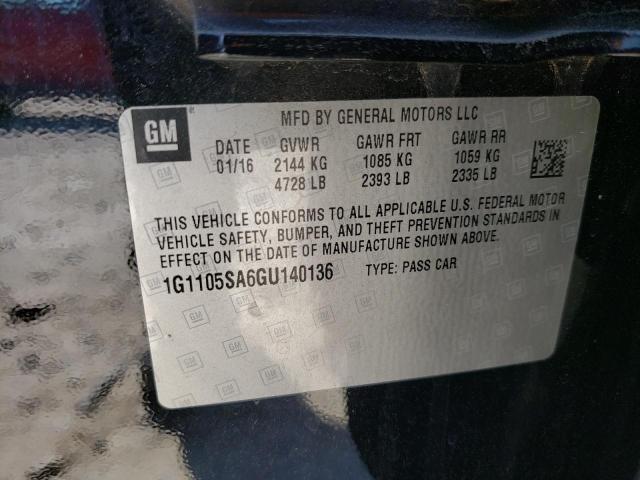 GM
MFD BY GENERAL MOTORS LLC
DATE GVWR GAWR FRT GAWR RR
01/16 2144 KG 1085 KG 1059 KG
4728 LB 2393 LB 2335 LB
THIS VEHICLE CONFORMS TO ALL APPLICABLE U.S. FEDERAL MOTOR
VEHICLE SAFETY, BUMPER, AND THEFT PREVENTION STANDARDS IN
EFFECT ON THE DATE OF MANUFACTURE SHOWN ABOVE.
1G1105SA6GU140136 TYPE: PASS CAR